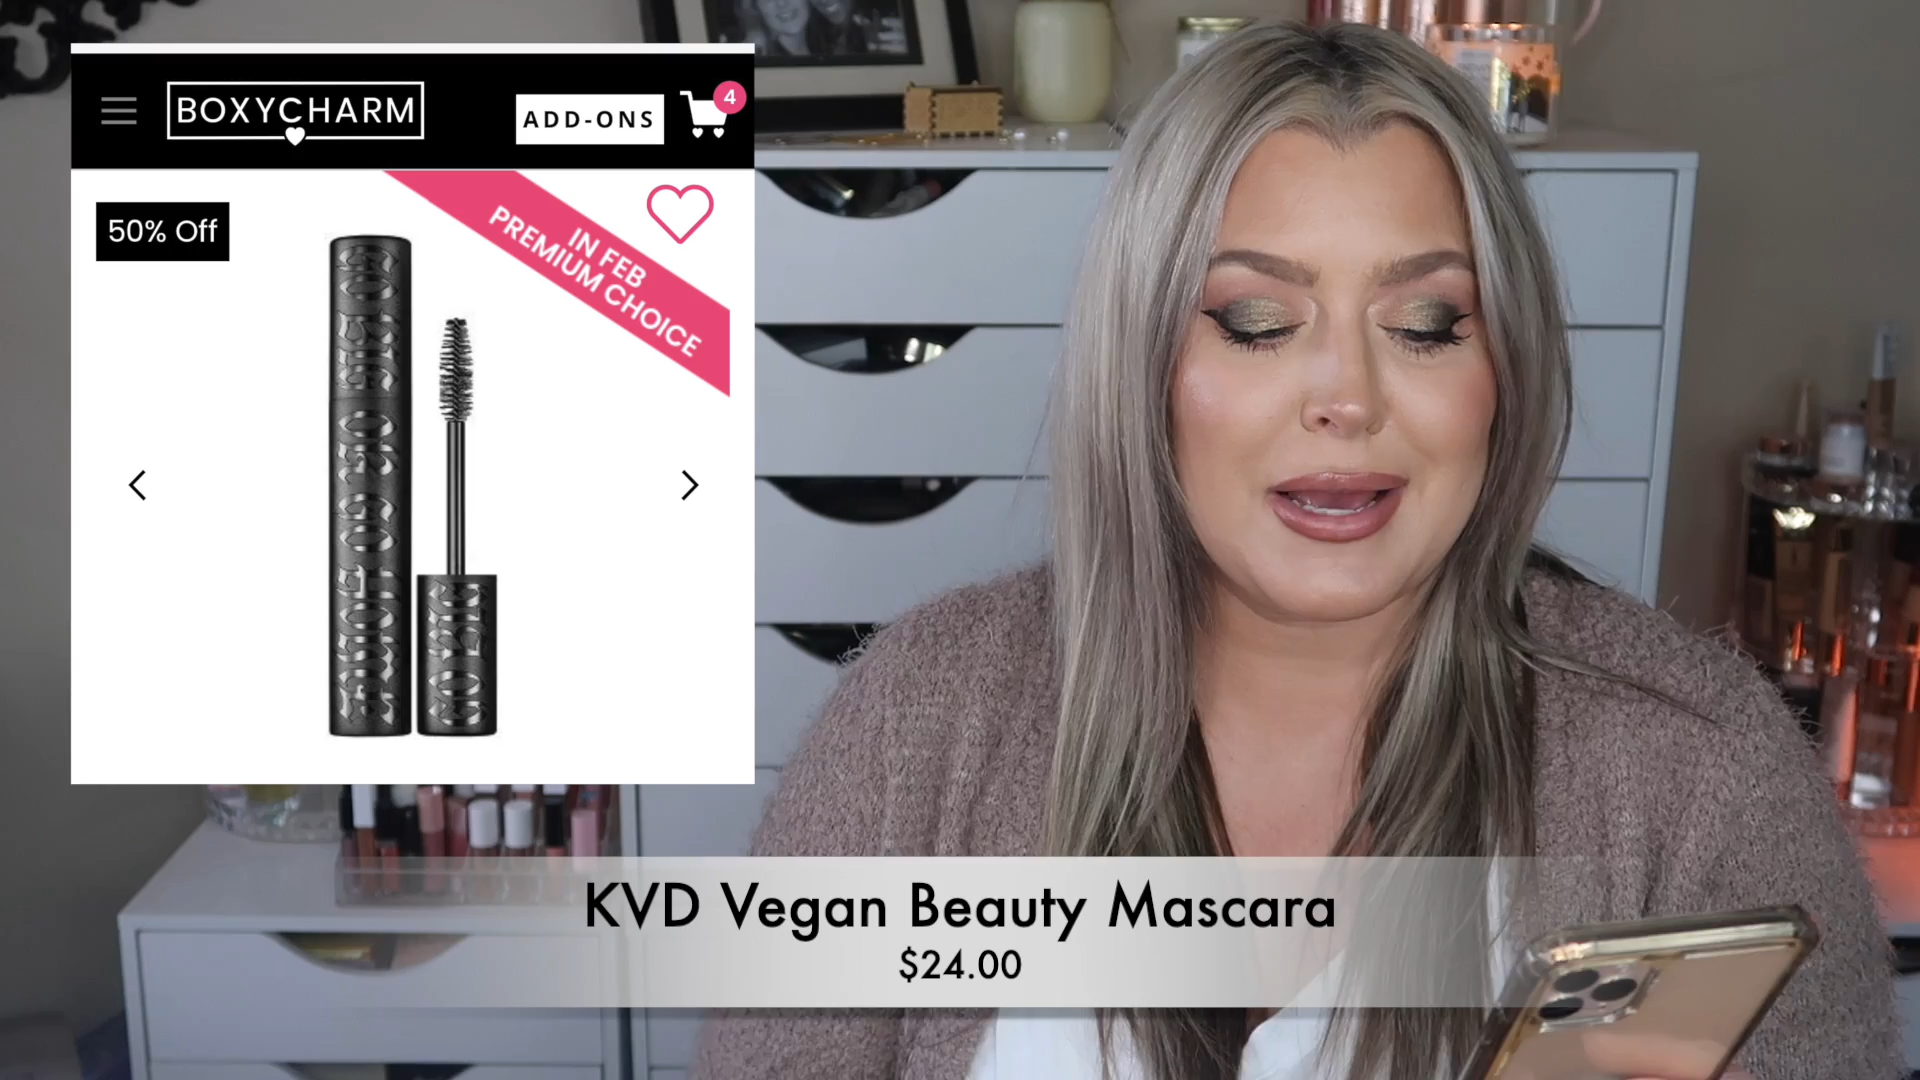 BOXYCHARM
ADD-ONS
4
50% Off
IN FEB
PREMIUM CHOICE
GO BIG OR GO HOME
GO BIG
KVD Vegan Beauty Mascara
$24.00